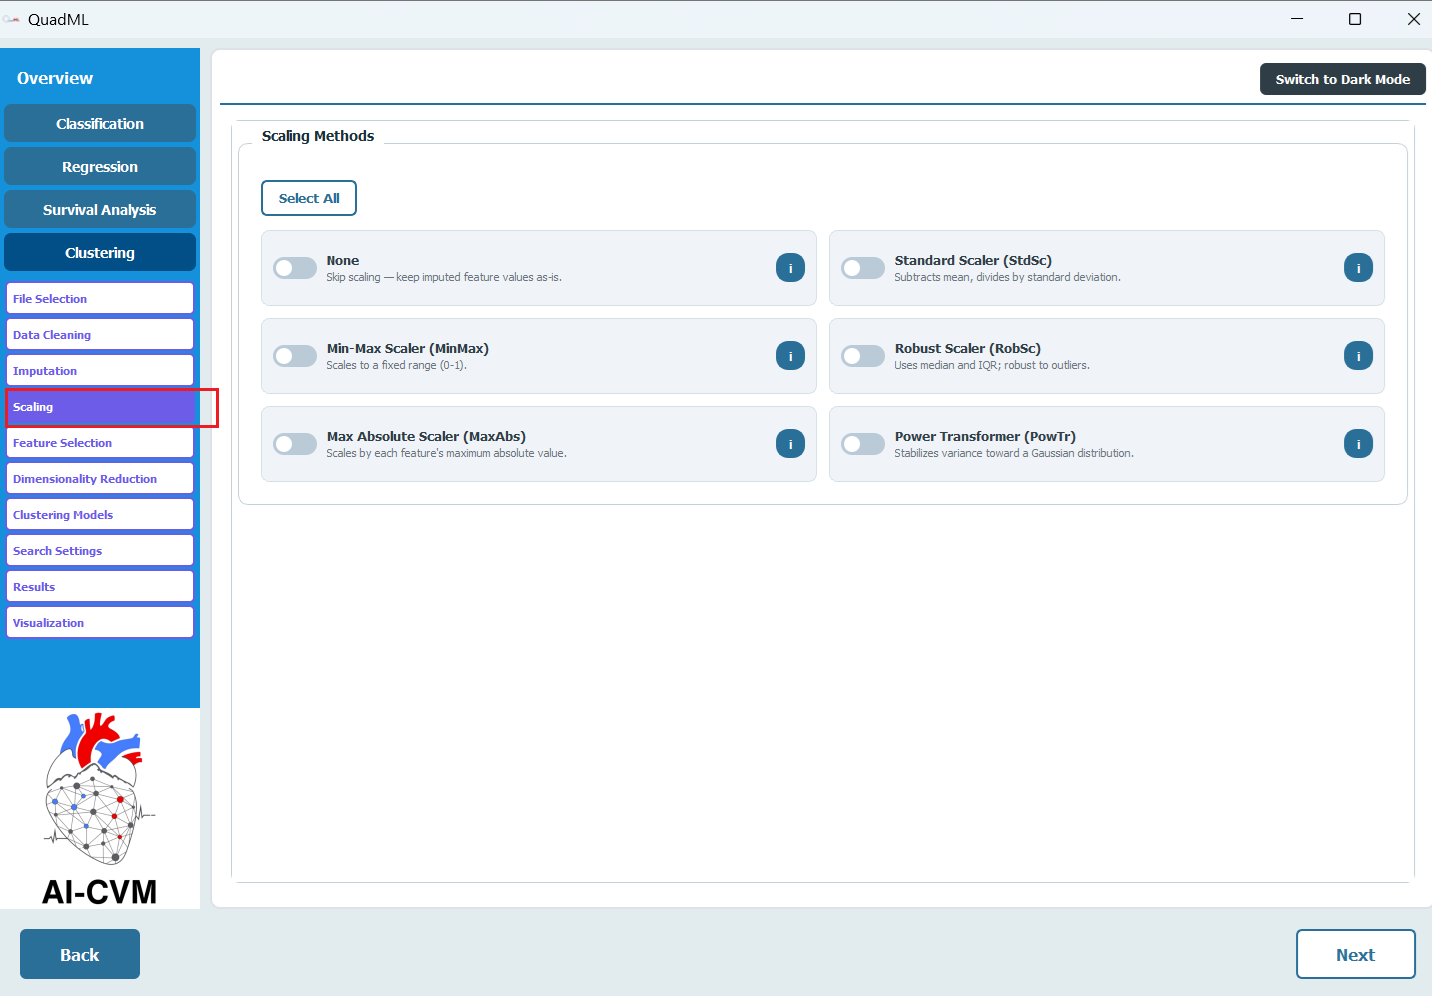 QuadML
Overview
Switch to Dark Mode
Classification
Regression
Survival Analysis
Clustering
File Selection
Data Cleaning
Imputation
Scaling
Feature Selection
Dimensionality Reduction
Clustering Models
Search Settings
Results
Visualization
Scaling Methods
Select All
None
Skip scaling — keep imputed feature values as-is.
i
Standard Scaler (StdSc)
Subtracts mean, divides by standard deviation.
i
Min-Max Scaler (MinMax)
Scales to a fixed range (0-1).
i
Robust Scaler (RobSc)
Uses median and IQR; robust to outliers.
i
Max Absolute Scaler (MaxAbs)
Scales by each feature's maximum absolute value.
i
Power Transformer (PowTr)
Stabilizes variance toward a Gaussian distribution.
i
AI-CVM
Back
Next